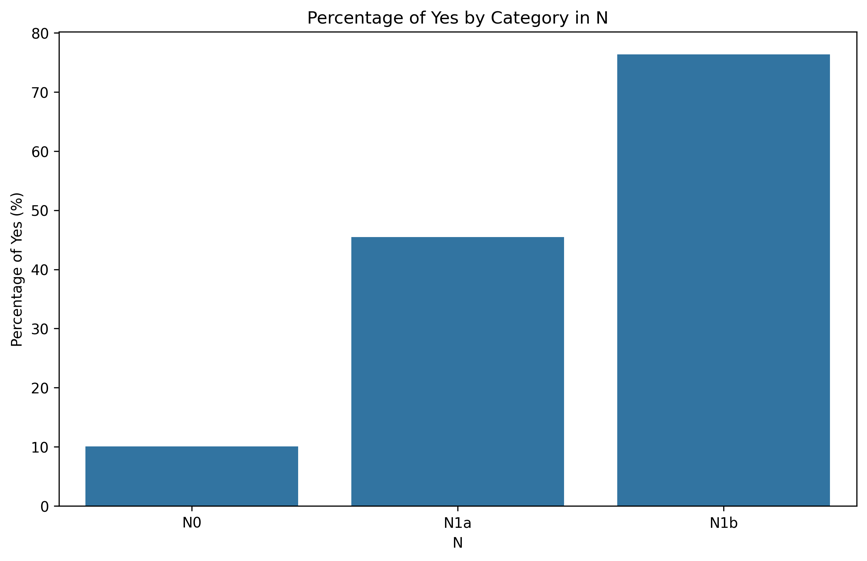 Percentage of Yes by Category in N
Percentage of Yes (%)
80
70
60
50
40
30
20
10
0
N0
N1a
N1b
N